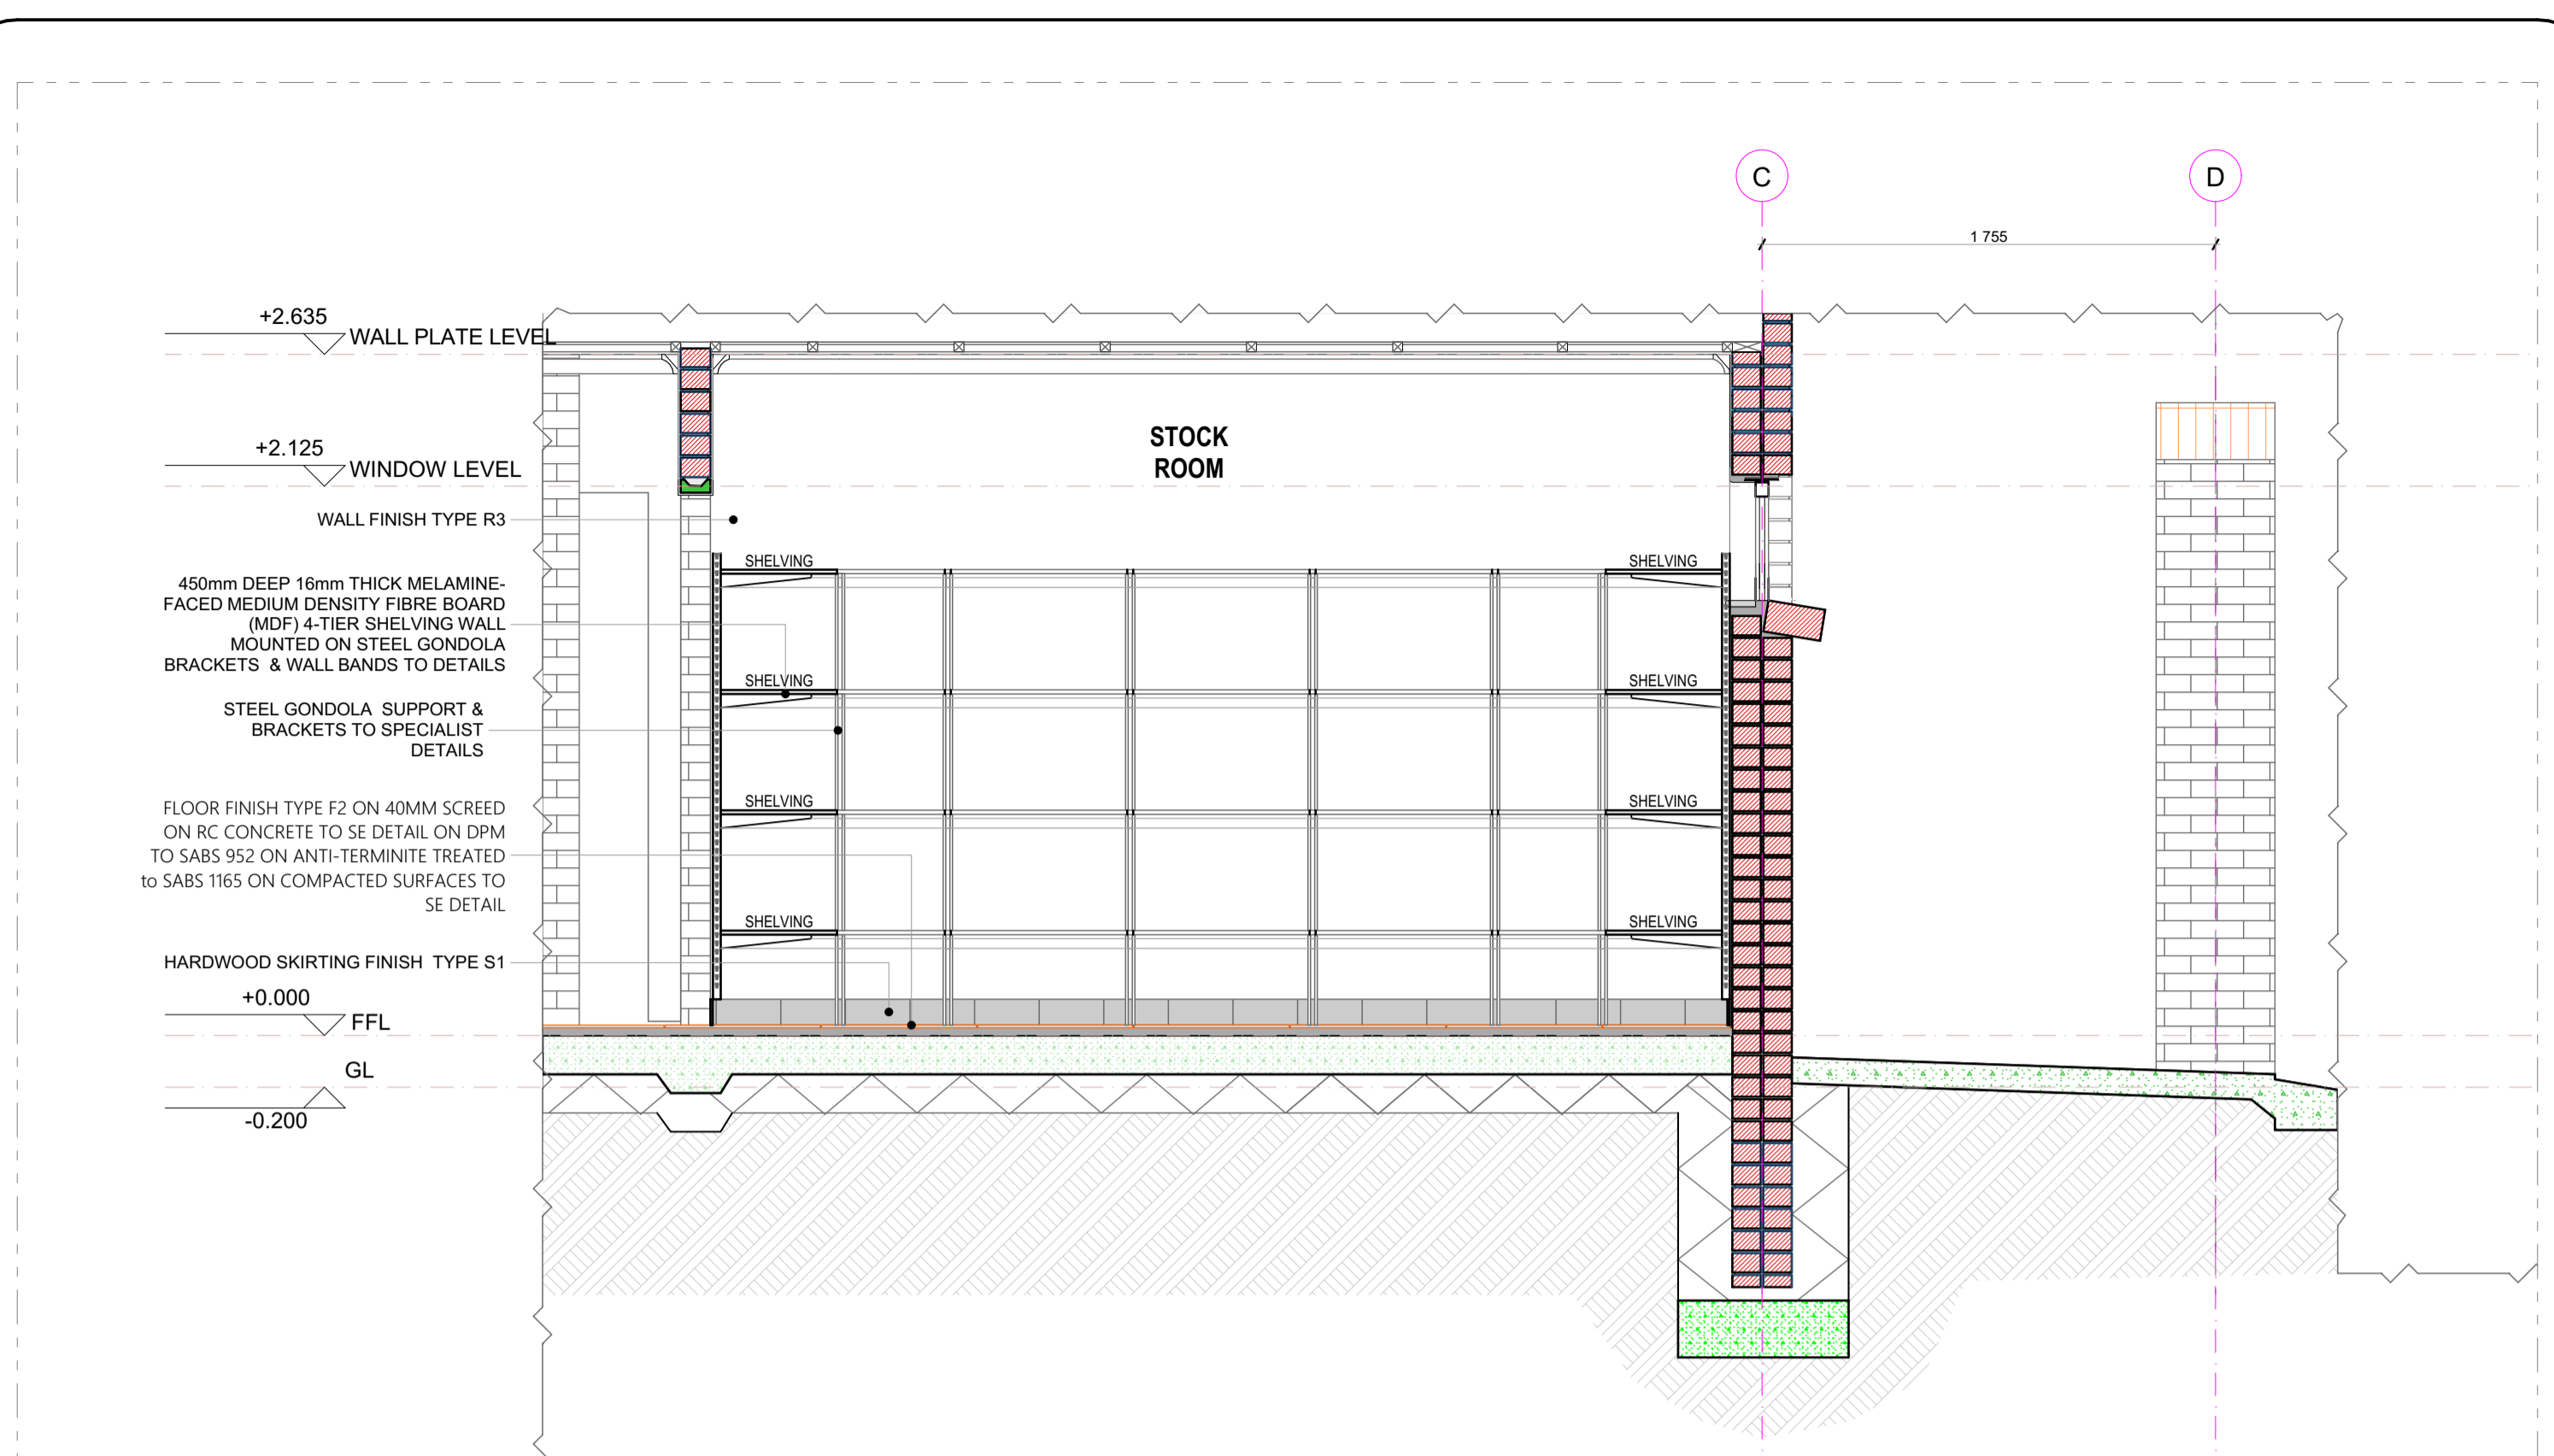 C
D
1 755
+2.635
WALL PLATE LEVEL
STOCK
ROOM
+2.125
WINDOW LEVEL
WALL FINISH TYPE R3
SHELVING
SHELVING
450mm DEEP 16mm THICK MELAMINE-
FACED MEDIUM DENSITY FIBRE BOARD
(MDF) 4-TIER SHELVING WALL
MOUNTED ON STEEL GONDOLA
BRACKETS & WALL BANDS TO DETAILS
SHELVING
SHELVING
STEEL GONDOLA SUPPORT &
BRACKETS TO SPECIALIST
DETAILS
SHELVING
SHELVING
FLOOR FINISH TYPE F2 ON 40MM SCREED
ON RC CONCRETE TO SE DETAIL ON DPM
TO SABS 952 ON ANTI-TERMINITE TREATED
to SABS 1165 ON COMPACTED SURFACES TO
SE DETAIL
SHELVING
SHELVING
HARDWOOD SKIRTING FINISH TYPE S1
+0.000
FFL
GL
-0.200